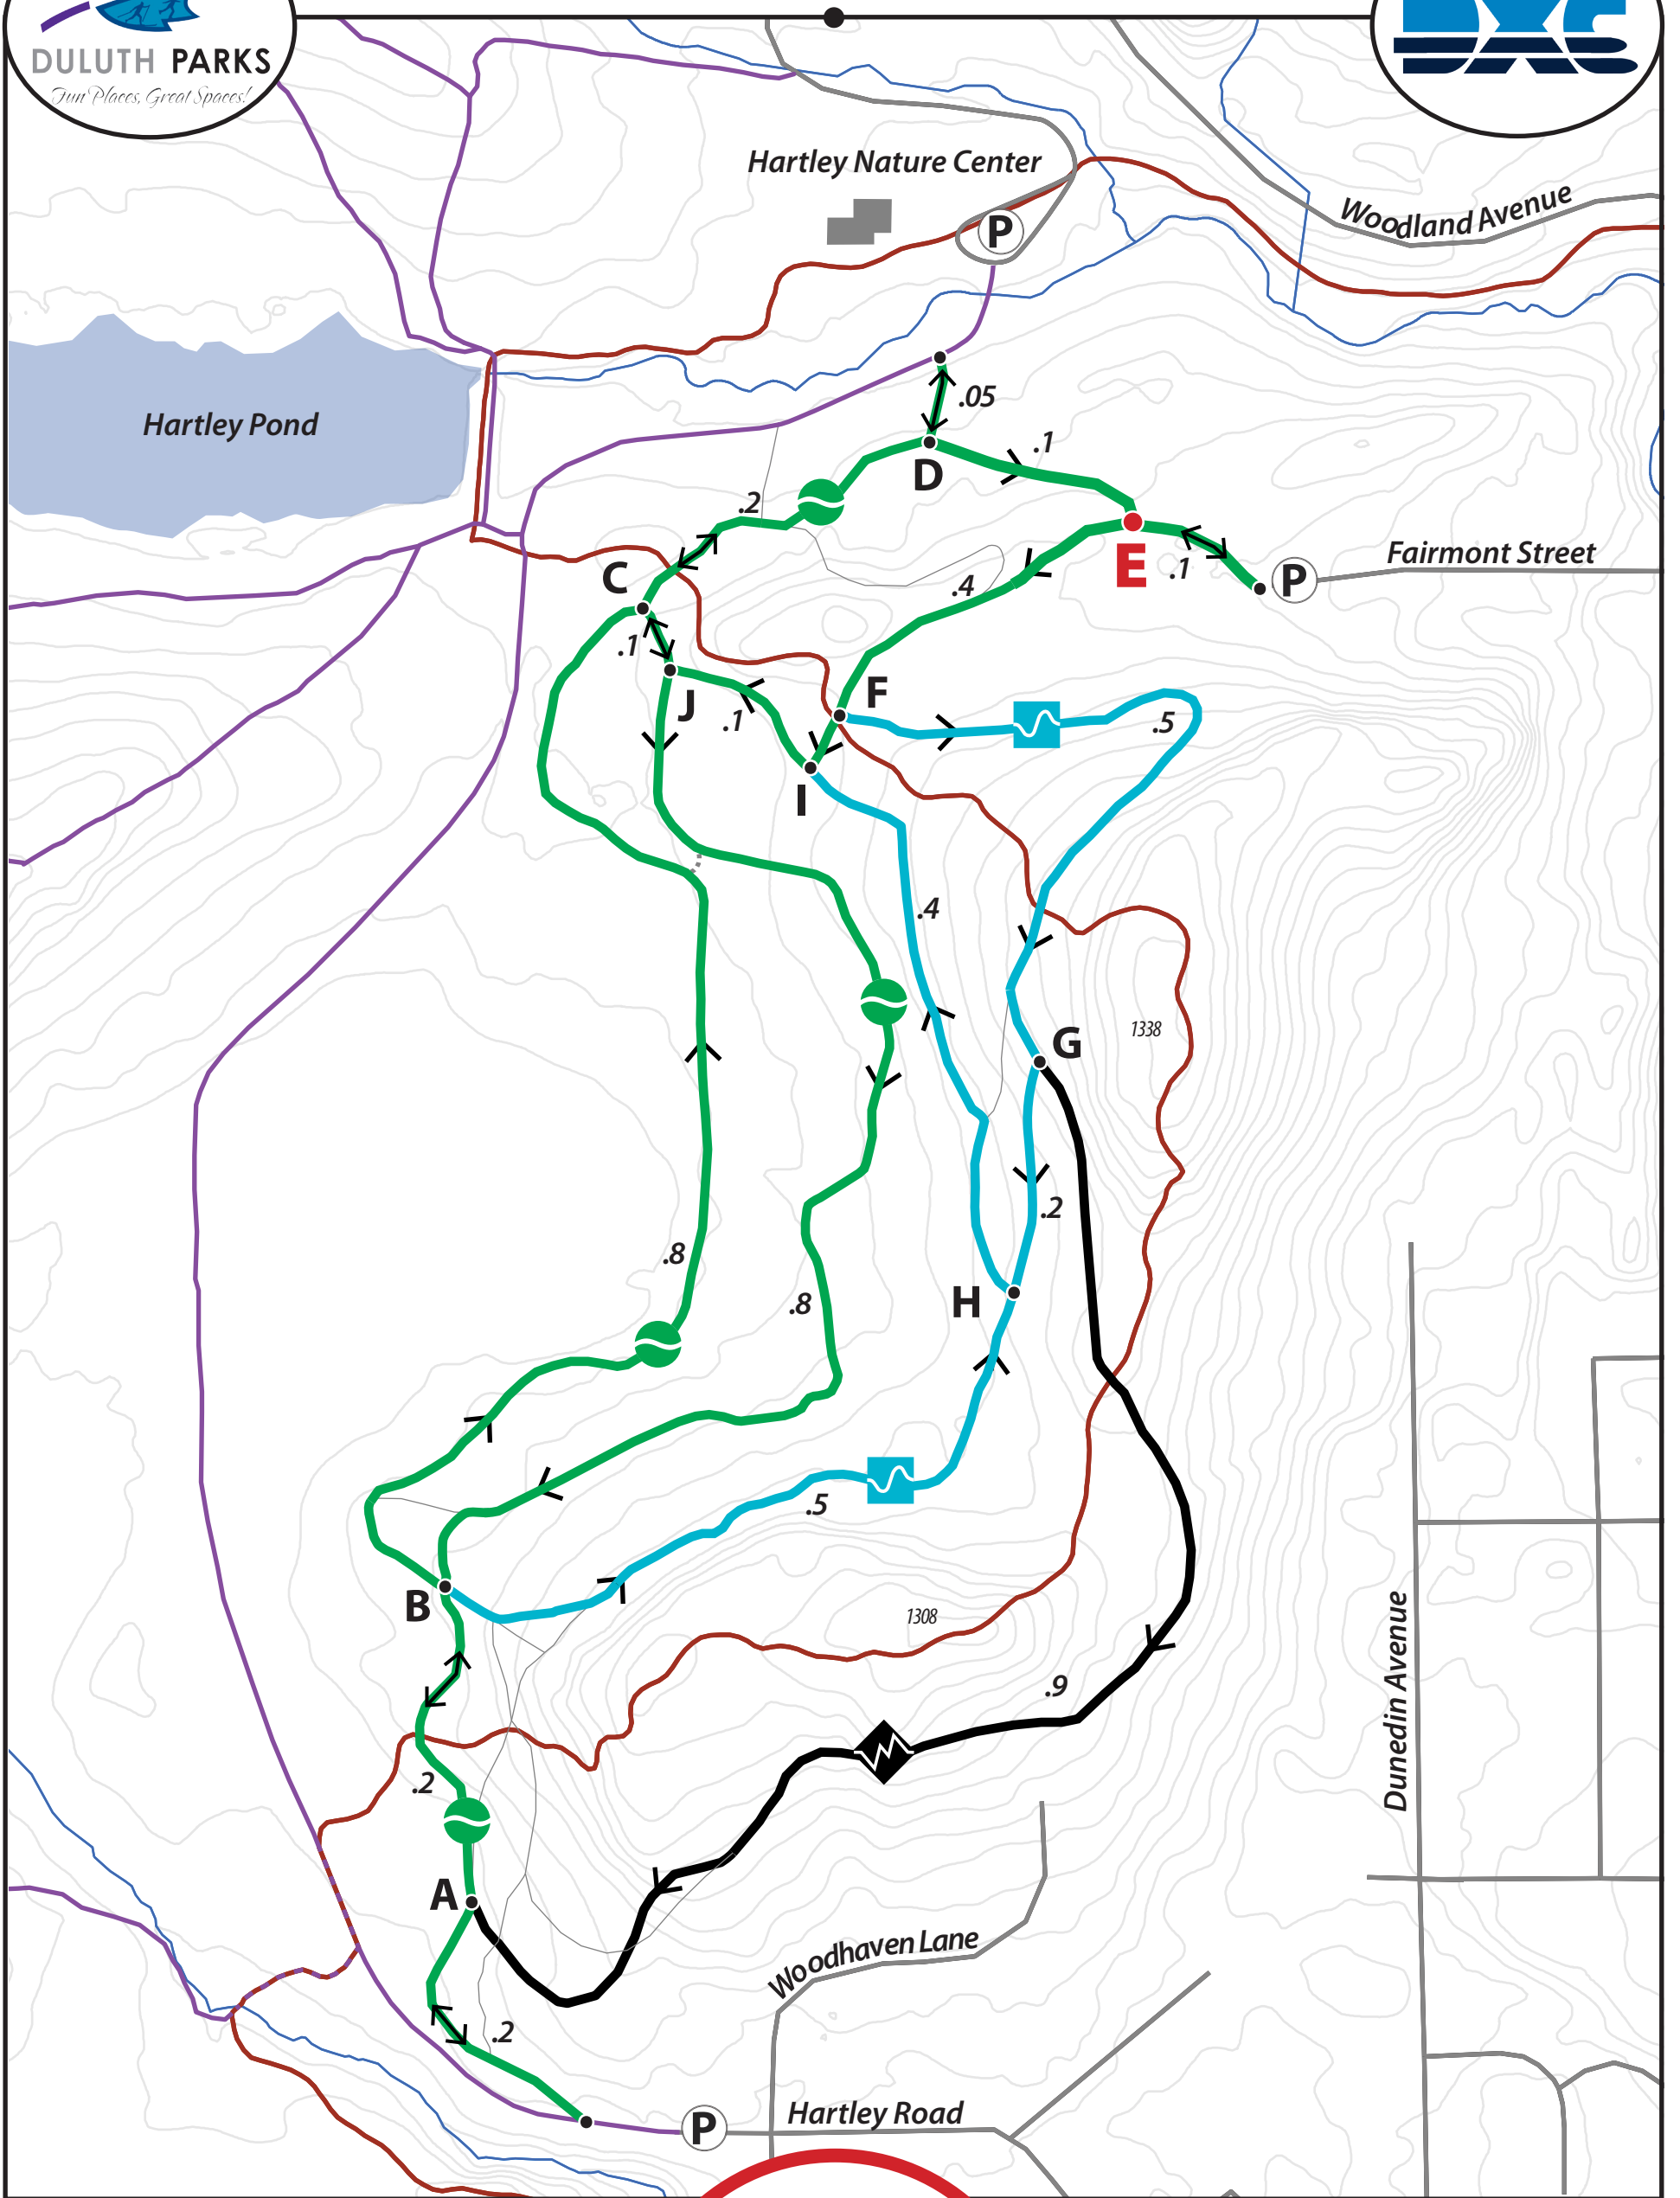 DULUTH PARKS
Fun Places, Great Spaces!
DXC
Hartley Nature Center
P
Woodland Avenue
.05
Hartley Pond
.1
D
.2
E
.1
P
Fairmont Street
C
.4
.1
F
J
.1
.5
I
.4
1338
G
.2
.8
H
.8
.5
B
1308
.9
Dunedin Avenue
.2
A
Woodhaven Lane
.2
P
Hartley Road